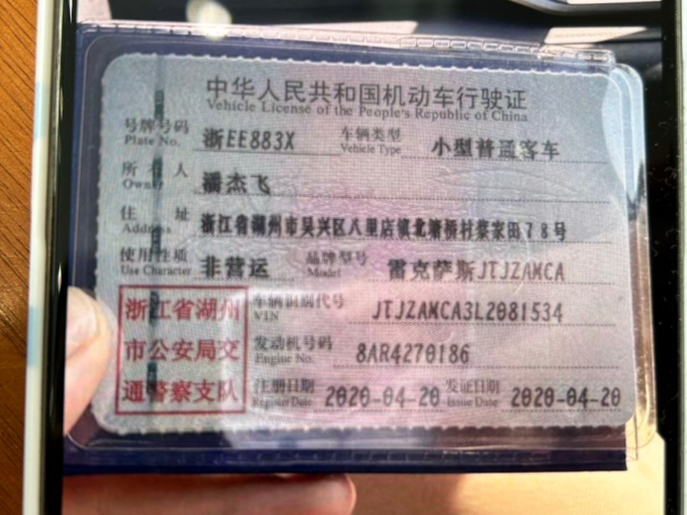 中华人民共和国机动车行驶证
Vehicle License of the People's Republic of China
号牌号码 浙EE883X 车辆类型 小型普通客车
Plate No. Vehicle Type
所有人 潘杰飞
Owner
住址 浙江省湖州市吴兴区八里店镇北塘桥村蔡家田78号
Address
使用性质 非营运 品牌型号 雷克萨斯JTJZAMCA
Use Character Model
浙江省湖州 车辆识别代号 JTJZAMCA3L2081534
VIN
市公安局交 发动机号码 8AR4270186
Engine No.
通警察支队 注册日期 2020-04-20 发证日期 2020-04-20
Register Date Issue Date